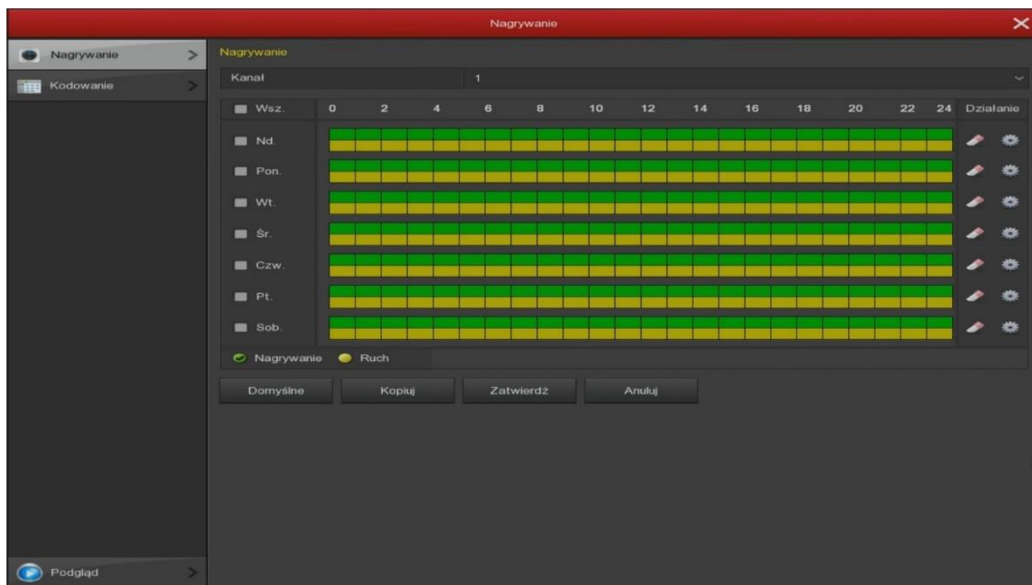 Nagrywanie
Nagrywanie
Kodowanie
Podgląd
Nagrywanie
Kanał 1
Wsz. 0 2 4 6 8 10 12 14 16 18 20 22 24 Działanie
Nd.
Pon.
Wt.
Śr.
Czw.
Pt.
Sob.
Nagrywanie Ruch
Domyślne Kopiuj Zatwierdż Anuluj